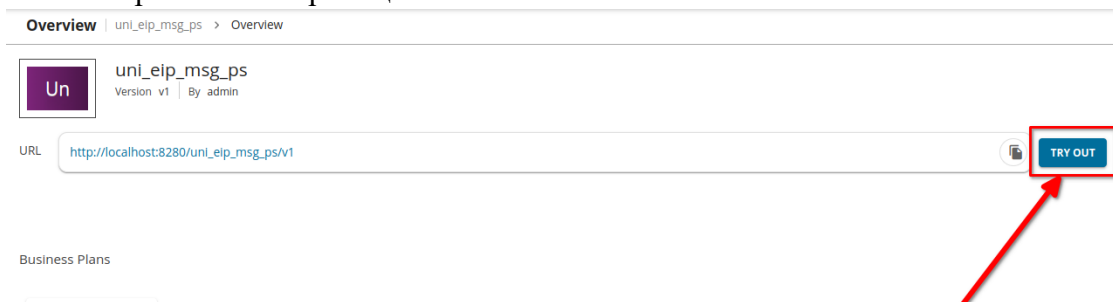 Overview | uni_eip_msg_ps > Overview
Un
uni_eip_msg_ps
Version v1 | By admin
URL http://localhost:8280/uni_eip_msg_ps/v1 TRY OUT
Business Plans